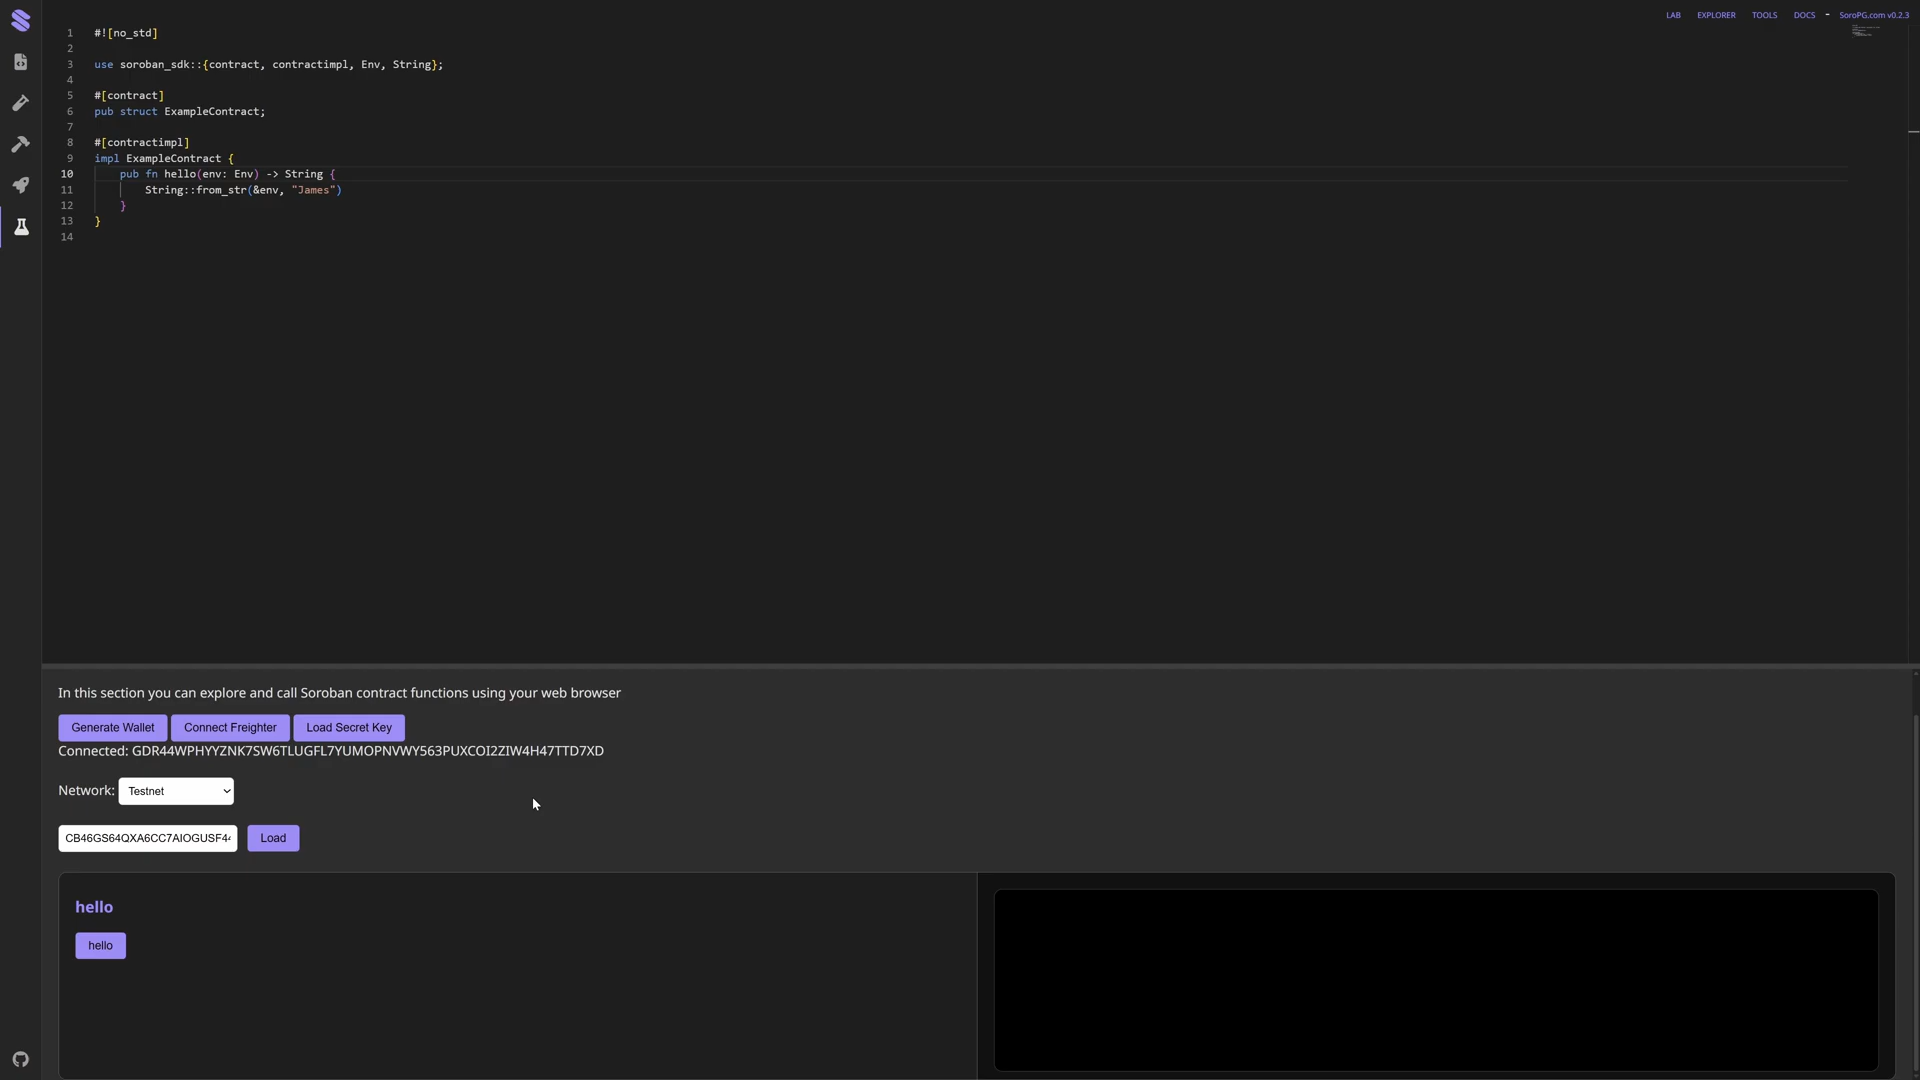 LAB EXPLORER TOOLS DOCS - SoroPG.com v0.2.3
1 #![no_std]
2
3 use soroban_sdk::{contract, contractimpl, Env, String};
4
5 #[contract]
6 pub struct ExampleContract;
7
8 #[contractimpl]
9 impl ExampleContract {
10 pub fn hello(env: Env) -> String {
11 String::from_str(&env, "James")
12 }
13 }
14
In this section you can explore and call Soroban contract functions using your web browser
Generate Wallet Connect Freighter Load Secret Key
Connected: GDR44WPHYYZNK7SW6TLUGFL7YUMOPNVWY563PUXCOI2ZIW4H47TTD7XD
Network: Testnet
CB46GS64QXA6CC7AIOGUSF4 Load
hello
hello